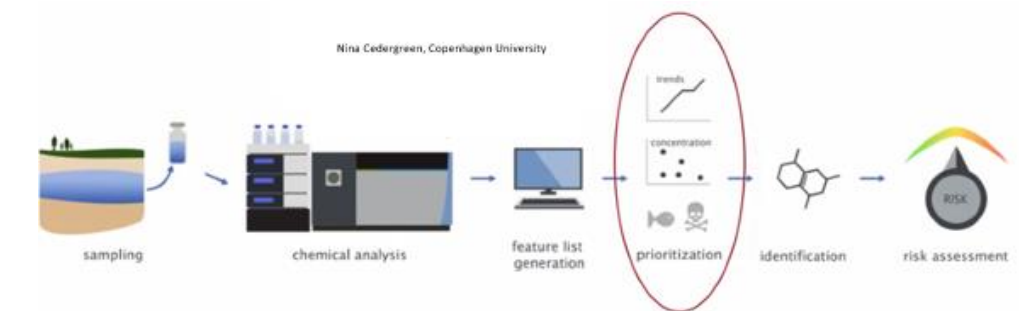 Nina Cedergreen, Copenhagen University
trends
concentration
sampling
chemical analysis
feature list
generation
prioritization
identification
risk assessment
RISK